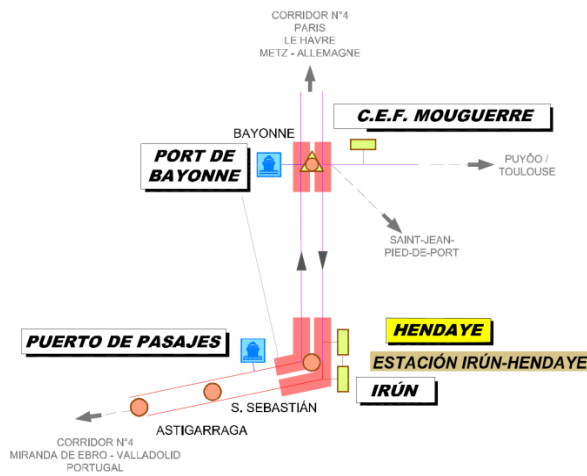 CORRIDOR N°4
PARIS
LE HAVRE
METZ - ALLEMAGNE
C.E.F. MOUGUERRE
BAYONNE
PORT DE
BAYONNE
PUYÔO /
TOULOUSE
SAINT-JEAN-
PIED-DE-PORT
HENDAYE
PUERTO DE PASAJES
ESTACIÓN IRÚN-HENDAYE
IRÚN
S. SEBASTIÁN
ASTIGARRAGA
CORRIDOR N°4
MIRANDA DE EBRO - VALLADOLID
PORTUGAL